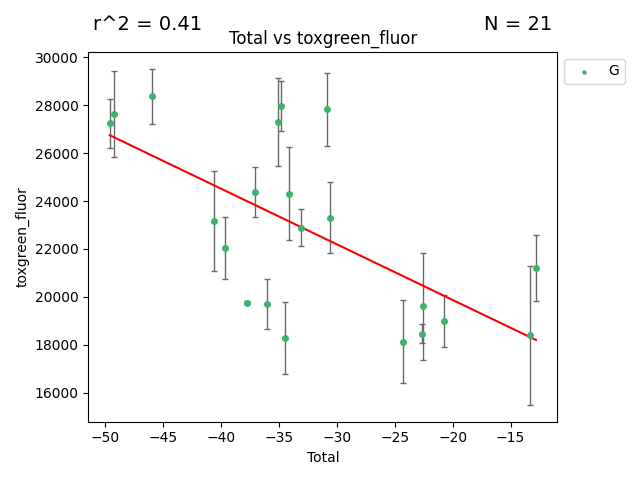 r^2 = 0.41
N = 21
Total vs toxgreen_fluor
G
30000
28000
26000
24000
22000
20000
18000
16000
toxgreen_fluor
−50 −45 −40 −35 −30 −25 −20 −15
Total